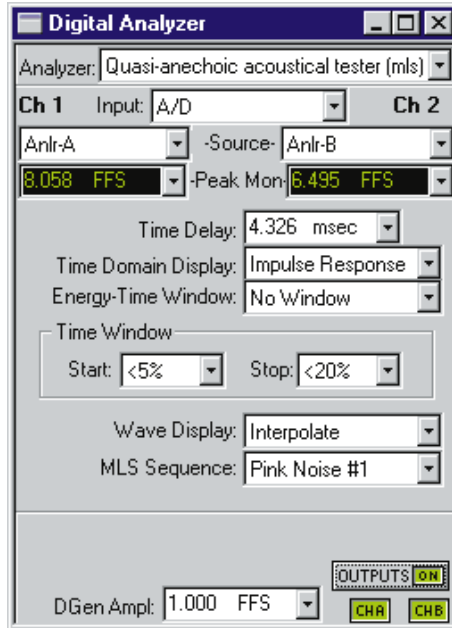 Digital Analyzer
Analyzer: Quasi-anechoic acoustical tester (mls)
Ch 1 Input: A/D Ch 2
Anlr-A -Source- Anlr-B
8.058 FFS -Peak Mon- 6.495 FFS
Time Delay: 4.326 msec
Time Domain Display: Impulse Response
Energy-Time Window: No Window
Time Window
Start: <5% Stop: <20%
Wave Display: Interpolate
MLS Sequence: Pink Noise #1
OUTPUTS ON
DGen Ampl: 1.000 FFS CHA CHB